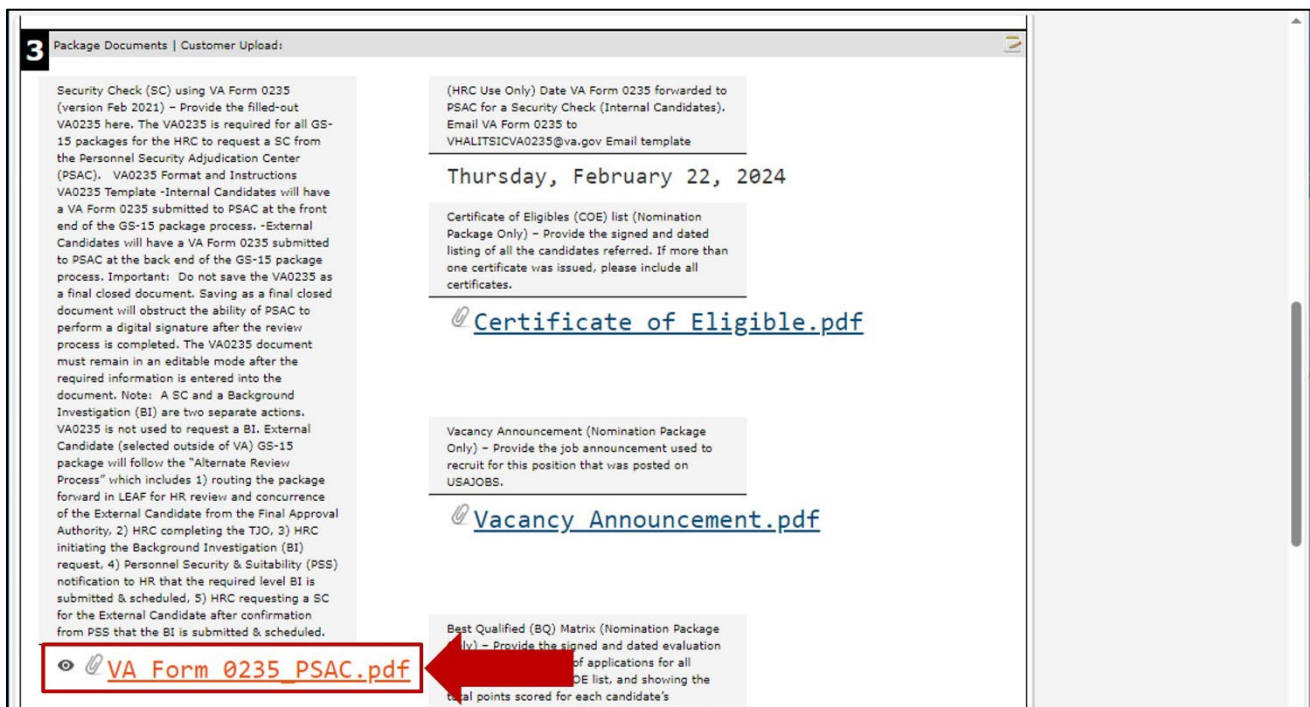 3
Package Documents | Customer Upload:
Security Check (SC) using VA Form 0235
(version Feb 2021) – Provide the filled-out
VA0235 here. The VA0235 is required for all GS-
15 packages for the HRC to request a SC from
the Personnel Security Adjudication Center
(PSAC).   VA0235 Format and Instructions
VA0235 Template -Internal Candidates will have
a VA Form 0235 submitted to PSAC at the front
end of the GS-15 package process. -External
Candidates will have a VA Form 0235 submitted
to PSAC at the back end of the GS-15 package
process. Important:  Do not save the VA0235 as
a final closed document. Saving as a final closed
document will obstruct the ability of PSAC to
perform a digital signature after the review
process is completed. The VA0235 document
must remain in an editable mode after the
required information is entered into the
document. Note:  A SC and a Background
Investigation (BI) are two separate actions.
VA0235 is not used to request a BI. External
Candidate (selected outside of VA) GS-15
package will follow the "Alternate Review
Process" which includes 1) routing the package
forward in LEAF for HR review and concurrence
of the External Candidate from the Final Approval
Authority, 2) HRC completing the TJO, 3) HRC
initiating the Background Investigation (BI)
request, 4) Personnel Security & Suitability (PSS)
notification to HR that the required level BI is
submitted & scheduled, 5) HRC requesting a SC
for the External Candidate after confirmation
from PSS that the BI is submitted & scheduled.
VA Form 0235_PSAC.pdf
(HRC Use Only) Date VA Form 0235 forwarded to
PSAC for a Security Check (Internal Candidates).
Email VA Form 0235 to
VHALITSICVA0235@va.gov Email template
Thursday, February 22, 2024
Certificate of Eligibles (COE) list (Nomination
Package Only) – Provide the signed and dated
listing of all the candidates referred. If more than
one certificate was issued, please include all
certificates.
Certificate of Eligible.pdf
Vacancy Announcement (Nomination Package
Only) – Provide the job announcement used to
recruit for this position that was posted on
USAJOBS.
Vacancy Announcement.pdf
Best Qualified (BQ) Matrix (Nomination Package
– Provide the signed and dated evaluation
of applications for all
list, and showing the
total points scored for each candidate's